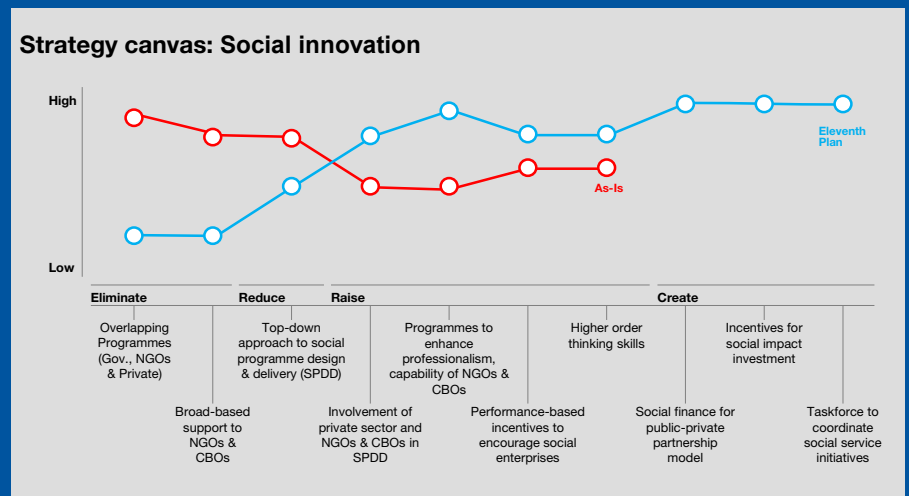 Strategy canvas: Social innovation
High
Eleventh
Plan
As-Is
Low
Eliminate
Reduce
Raise
Create
Overlapping
Programmes
(Gov., NGOs
& Private)
Broad-based
support to
NGOs &
CBOs
Top-down
approach to social
programme design
& delivery (SPDD)
Involvement of
private sector and
NGOs & CBOs in
SPDD
Programmes to
enhance
professionalism,
capability of NGOs &
CBOs
Performance-based
incentives to
encourage social
enterprises
Higher order
thinking skills
Social finance for
public-private
partnership
model
Incentives for
social impact
investment
Taskforce to
coordinate
social service
initiatives